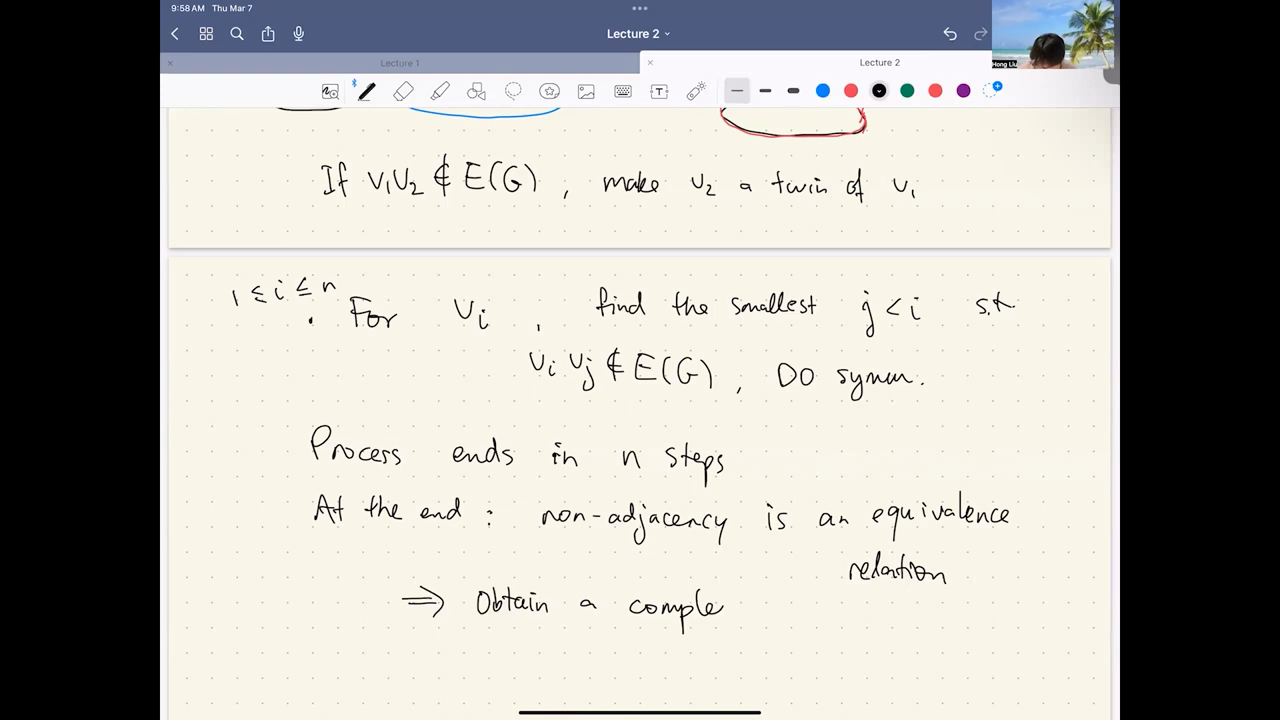 9:58 AM Thu Mar 7
Lecture 2
Lecture 1
Lecture 2
Hong Liu
If v₁v₂ ∉ E(G), make v₂ a twin of v₁
1 ≤ i ≤ n
· For vᵢ, find the smallest j < i s.t.
vᵢvⱼ ∉ E(G), Do symm.
Process ends in n steps
At the end: non-adjacency is an equivalence
relation
⇒ Obtain a comple